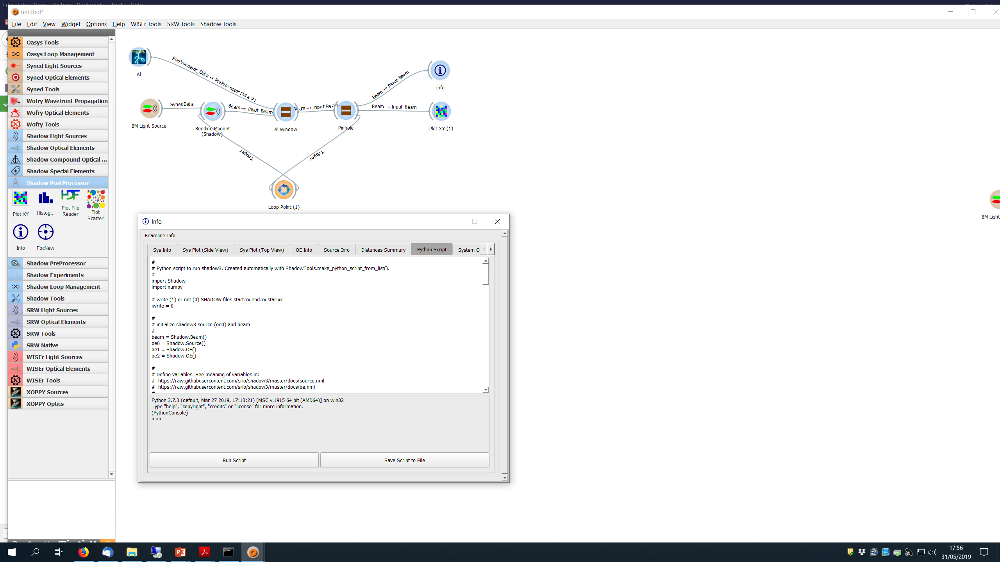 File Edit View History Bookmarks Tools Help
untitled*
File Edit View Widget Options Help WISEr Tools SRW Tools Shadow Tools
Oasys Tools
Oasys Loop Management
Syned Light Sources
Syned Optical Elements
Syned Tools
Wofry Wavefront Propagation
Wofry Optical Elements
Wofry Tools
Shadow Light Sources
Shadow Optical Elements
Shadow Compound Optical ...
Shadow Special Elements
Shadow PostProcessor
Plot XY
Histog...
Plot File
Reader
Plot
Scatter
Info
FocNew
Shadow PreProcessor
Shadow Experiments
Shadow Loop Management
Shadow Tools
SRW Light Sources
SRW Optical Elements
SRW Tools
SRW Native
WISEr Light Sources
WISEr Optical Elements
WISEr Tools
XOPPY Sources
XOPPY Optics
PREREFL
Al
PreProcessor_Data → PreProcessor Data #1
BM Light Source
SynedData
Bending Magnet
(Shadow)
Beam → Input Beam
Al Window
Beam → Input Beam
Pinhole
Beam → Input Beam
Info
Beam → Input Beam
Plot XY (1)
Trigger
Trigger
Loop Point (1)
BM Light
Info
Beamline Info
Sys Info
Sys Plot (Side View)
Sys Plot (Top View)
OE Info
Source Info
Distances Summary
Python Script
System O
#
# Python script to run shadow3. Created automatically with ShadowTools.make_python_script_from_list().
#
import Shadow
import numpy
# write (1) or not (0) SHADOW files start.xx end.xx star.xx
iwrite = 0
#
# initialize shadow3 source (oe0) and beam
#
beam = Shadow.Beam()
oe0 = Shadow.Source()
oe1 = Shadow.OE()
oe2 = Shadow.OE()
#
# Define variables. See meaning of variables in:
# https://raw.githubusercontent.com/srio/shadow3/master/docs/source.nml
# https://raw.githubusercontent.com/srio/shadow3/master/docs/oe.nml
#
Python 3.7.3 (default, Mar 27 2019, 17:13:21) [MSC v.1915 64 bit (AMD64)] on win32
Type "help", "copyright", "credits" or "license" for more information.
(PythonConsole)
>>>
Run Script
Save Script to File
17:56
31/05/2019